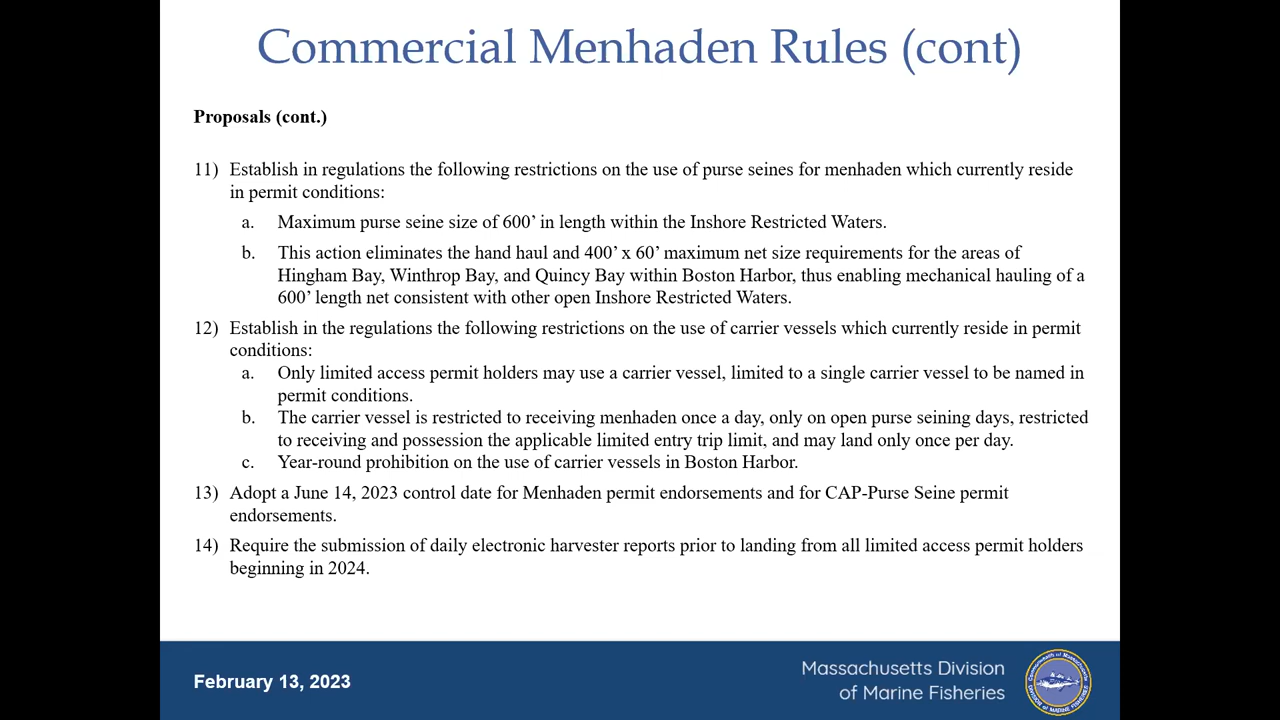 Commercial Menhaden Rules (cont)
Proposals (cont.)
11) Establish in regulations the following restrictions on the use of purse seines for menhaden which currently reside
in permit conditions:
a. Maximum purse seine size of 600’ in length within the Inshore Restricted Waters.
b. This action eliminates the hand haul and 400’ x 60’ maximum net size requirements for the areas of
Hingham Bay, Winthrop Bay, and Quincy Bay within Boston Harbor, thus enabling mechanical hauling of a
600’ length net consistent with other open Inshore Restricted Waters.
12) Establish in the regulations the following restrictions on the use of carrier vessels which currently reside in permit
conditions:
a. Only limited access permit holders may use a carrier vessel, limited to a single carrier vessel to be named in
permit conditions.
b. The carrier vessel is restricted to receiving menhaden once a day, only on open purse seining days, restricted
to receiving and possession the applicable limited entry trip limit, and may land only once per day.
c. Year-round prohibition on the use of carrier vessels in Boston Harbor.
13) Adopt a June 14, 2023 control date for Menhaden permit endorsements and for CAP-Purse Seine permit
endorsements.
14) Require the submission of daily electronic harvester reports prior to landing from all limited access permit holders
beginning in 2024.
February 13, 2023
Massachusetts Division
of Marine Fisheries
Commonwealth of Massachusetts
Division of Marine Fisheries